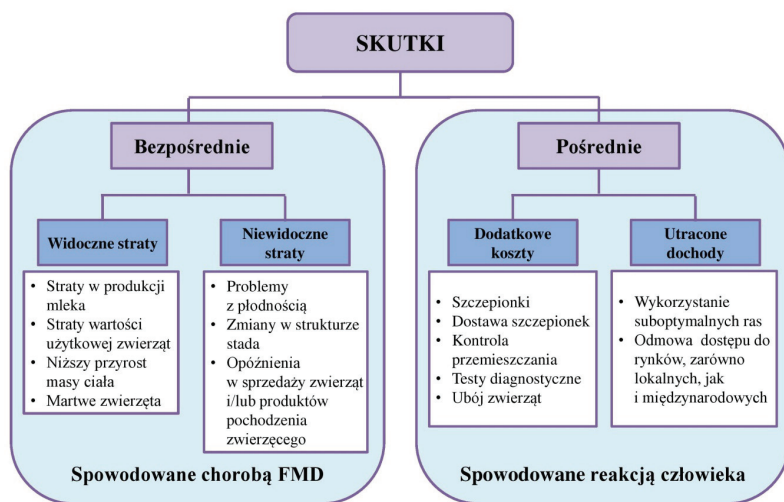 SKUTKI
Bezpośrednie
Widoczne straty
• Straty w produkcji
mleka
• Straty wartości
użytkowej zwierząt
• Niższy przyrost
masy ciała
• Martwe zwierzęta
Niewidoczne
straty
• Problemy
z płodnością
• Zmiany w strukturze
stada
• Opóźnienia
w sprzedaży zwierząt
i/lub produktów
pochodzenia
zwierzęcego
Spowodowane chorobą FMD
Pośrednie
Dodatkowe
koszty
• Szczepionki
• Dostawa szczepionek
• Kontrola
przemieszczania
• Testy diagnostyczne
• Ubój zwierząt
Utracone
dochody
• Wykorzystanie
suboptymalnych ras
• Odmowa dostępu do
rynków, zarówno
lokalnych, jak
i międzynarodowych
Spowodowane reakcją człowieka